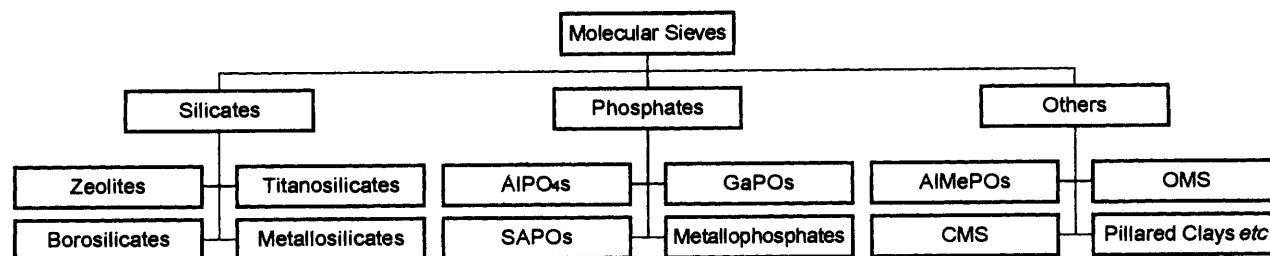 Molecular Sieves
Silicates
Phosphates
Others
Zeolites
Titanosilicates
AlPO4s
GaPOs
AlMePOs
OMS
Borosilicates
Metallosilicates
SAPOs
Metallophosphates
CMS
Pillared Clays etc